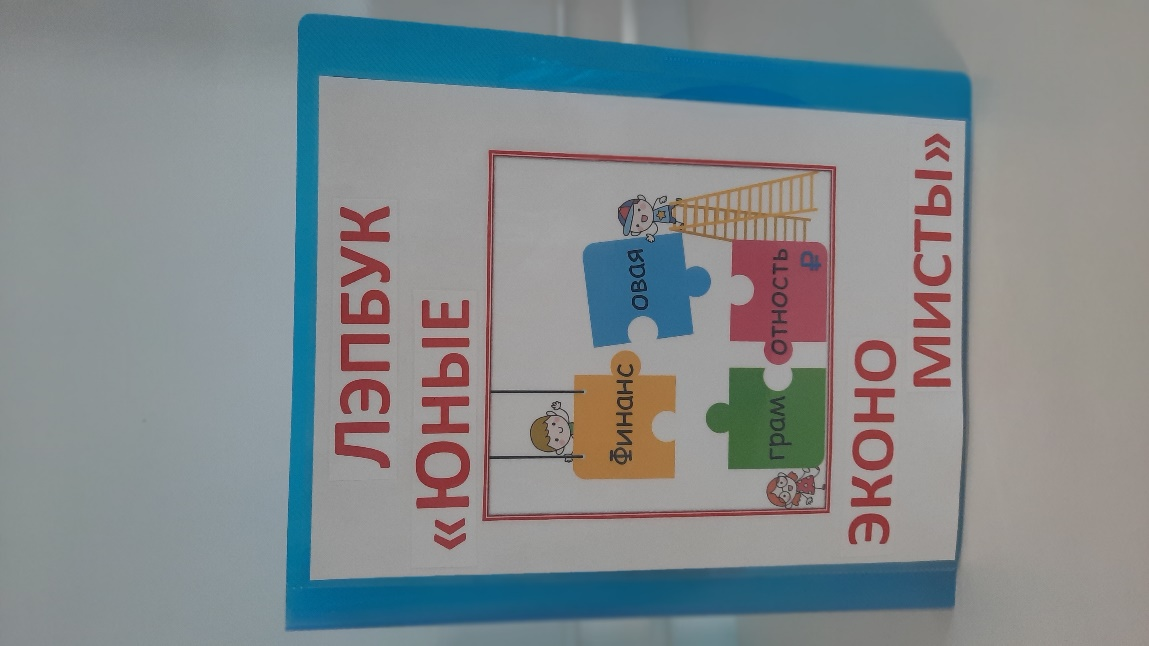 ЛЭПБУК
«ЮНЫЕ
Финанс
овая
грам
отность
₽
ЭКОНО
МИСТЫ»